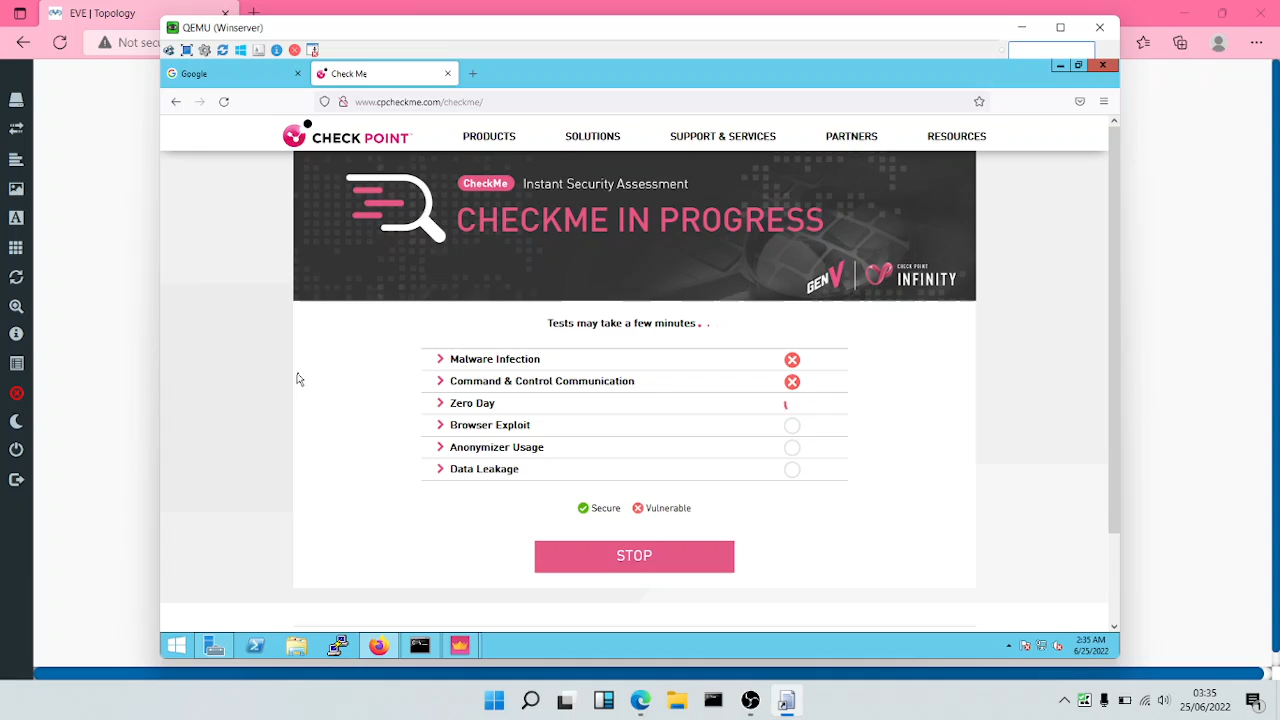 EVE | Topology
Not sec
QEMU (Winserver)
Google
Check Me
www.cpcheckme.com/checkme/
CHECK POINT
PRODUCTS
SOLUTIONS
SUPPORT & SERVICES
PARTNERS
RESOURCES
CheckMe Instant Security Assessment
CHECKME IN PROGRESS
GEN V
CHECK POINT
INFINITY
Tests may take a few minutes . .
Malware Infection
Command & Control Communication
Zero Day
Browser Exploit
Anonymizer Usage
Data Leakage
Secure
Vulnerable
STOP
2:35 AM
6/25/2022
03:35
25/06/2022
1